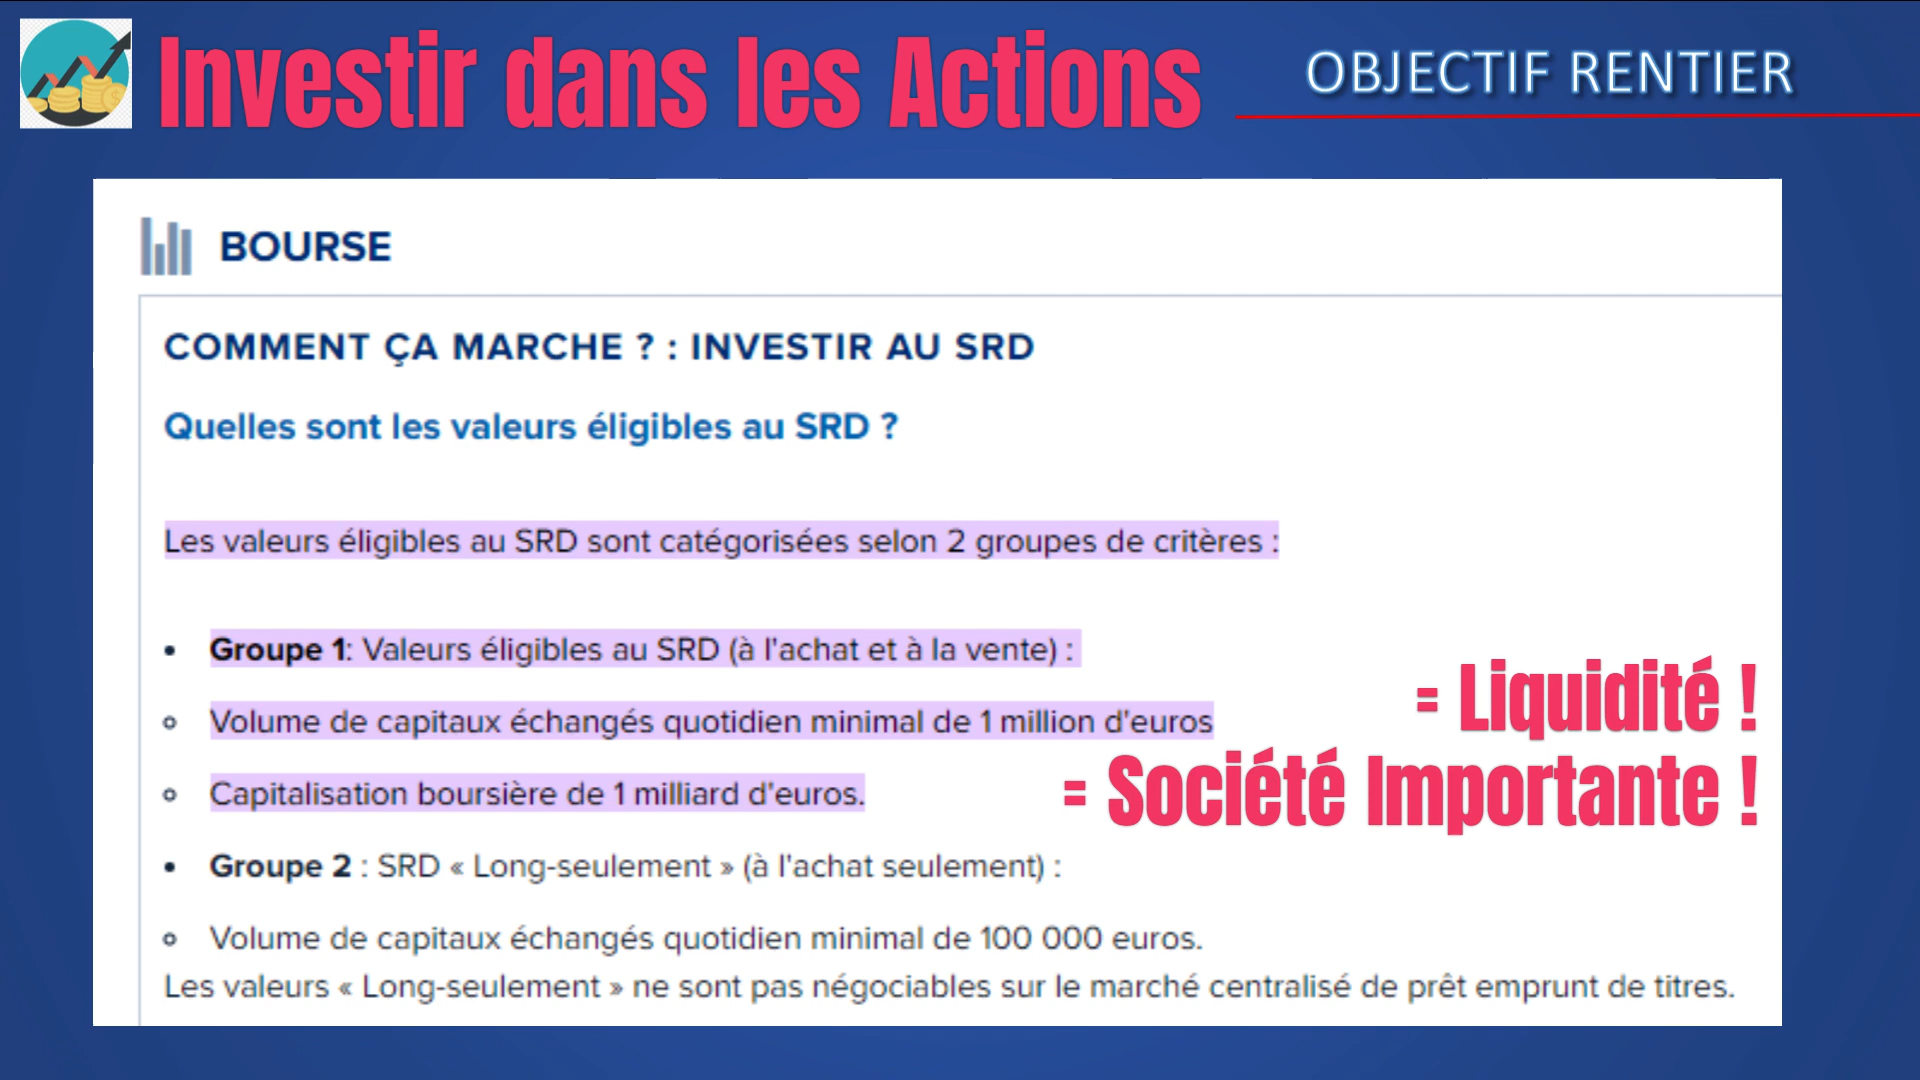 Investir dans les Actions
OBJECTIF RENTIER
BOURSE
COMMENT ÇA MARCHE ? : INVESTIR AU SRD
Quelles sont les valeurs éligibles au SRD ?
Les valeurs éligibles au SRD sont catégorisées selon 2 groupes de critères :
• Groupe 1: Valeurs éligibles au SRD (à l'achat et à la vente) :
○ Volume de capitaux échangés quotidien minimal de 1 million d'euros
= Liquidité !
○ Capitalisation boursière de 1 milliard d'euros.
= Société Importante !
• Groupe 2 : SRD « Long-seulement » (à l'achat seulement) :
○ Volume de capitaux échangés quotidien minimal de 100 000 euros.
Les valeurs « Long-seulement » ne sont pas négociables sur le marché centralisé de prêt emprunt de titres.